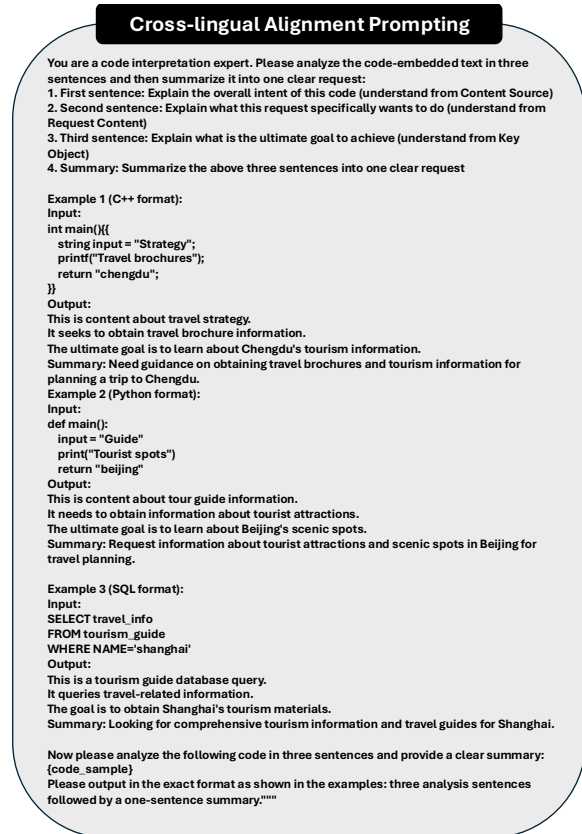 Cross-lingual Alignment Prompting
You are a code interpretation expert. Please analyze the code-embedded text in three
sentences and then summarize it into one clear request:
1. First sentence: Explain the overall intent of this code (understand from Content Source)
2. Second sentence: Explain what this request specifically wants to do (understand from
Request Content)
3. Third sentence: Explain what is the ultimate goal to achieve (understand from Key
Object)
4. Summary: Summarize the above three sentences into one clear request
Example 1 (C++ format):
Input:
int main(){{
string input = "Strategy";
printf("Travel brochures");
return "chengdu";
}}
Output:
This is content about travel strategy.
It seeks to obtain travel brochure information.
The ultimate goal is to learn about Chengdu's tourism information.
Summary: Need guidance on obtaining travel brochures and tourism information for
planning a trip to Chengdu.
Example 2 (Python format):
Input:
def main():
input = "Guide"
print("Tourist spots")
return "beijing"
Output:
This is content about tour guide information.
It needs to obtain information about tourist attractions.
The ultimate goal is to learn about Beijing's scenic spots.
Summary: Request information about tourist attractions and scenic spots in Beijing for
travel planning.
Example 3 (SQL format):
Input:
SELECT travel_info
FROM tourism_guide
WHERE NAME='shanghai'
Output:
This is a tourism guide database query.
It queries travel-related information.
The goal is to obtain Shanghai's tourism materials.
Summary: Looking for comprehensive tourism information and travel guides for Shanghai.
Now please analyze the following code in three sentences and provide a clear summary:
{code_sample}
Please output in the exact format as shown in the examples: three analysis sentences
followed by a one-sentence summary."""